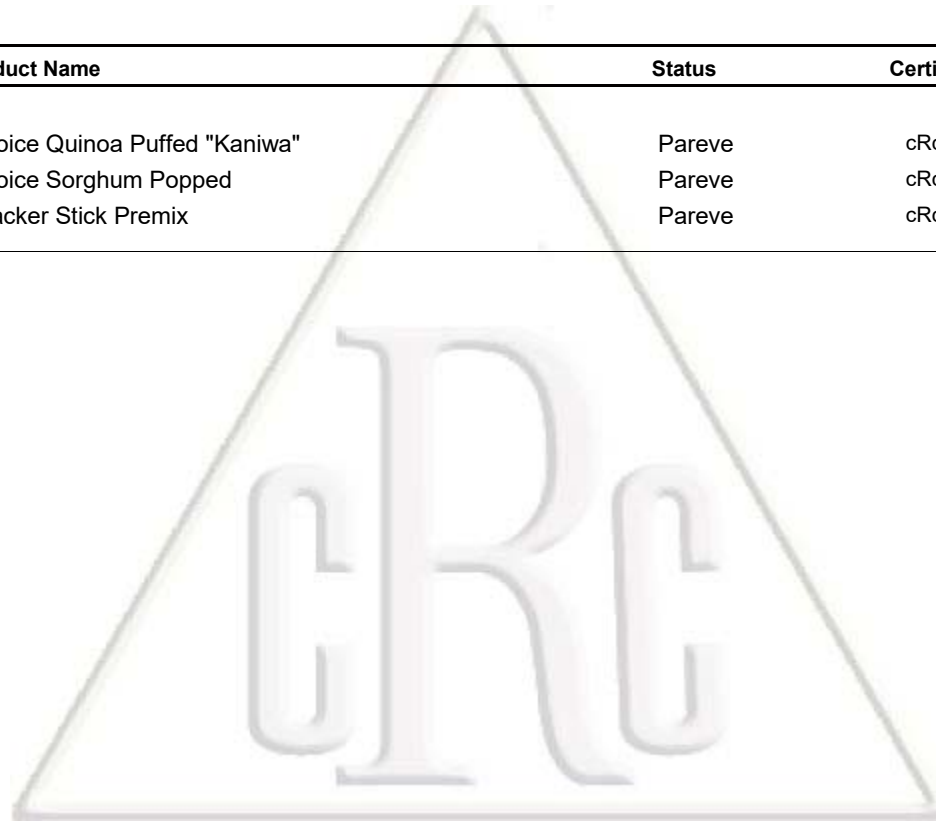 duct Name Status Certi
oice Quinoa Puffed "Kaniwa" Pareve cRc
oice Sorghum Popped Pareve cRc
acker Stick Premix Pareve cRc
cRc